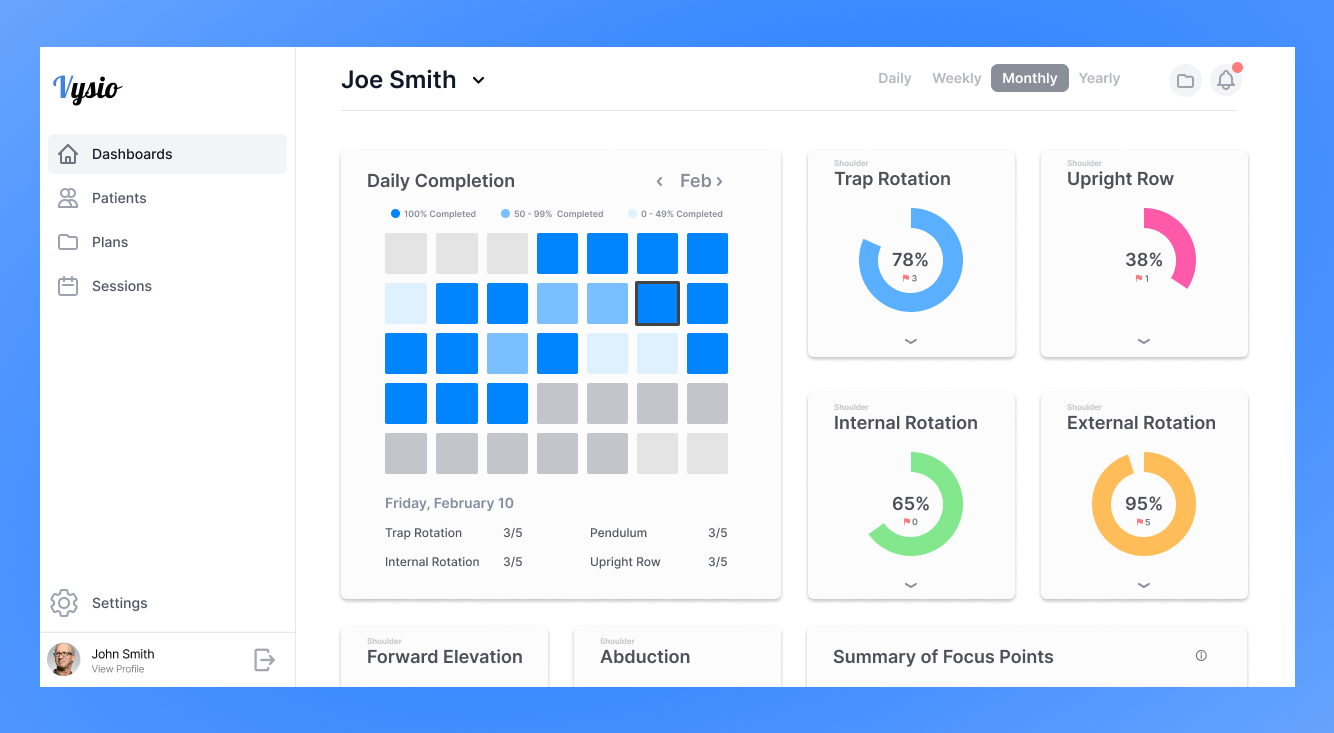 Vysio
Dashboards
Patients
Plans
Sessions
Settings
John Smith
View Profile
Joe Smith
Daily Weekly Monthly Yearly
Daily Completion
Feb
100% Completed 50 - 99% Completed 0 - 49% Completed
Friday, February 10
Trap Rotation 3/5 Pendulum 3/5
Internal Rotation 3/5 Upright Row 3/5
Shoulder
Trap Rotation
78%
3
Shoulder
Upright Row
38%
1
Shoulder
Internal Rotation
65%
0
Shoulder
External Rotation
95%
5
Shoulder
Forward Elevation
Shoulder
Abduction
Summary of Focus Points